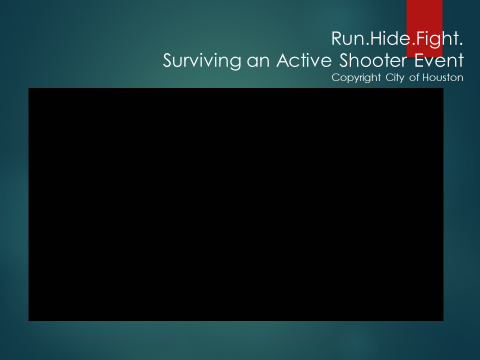 Run.Hide.Fight.
Surviving an Active Shooter Event
Copyright City of Houston